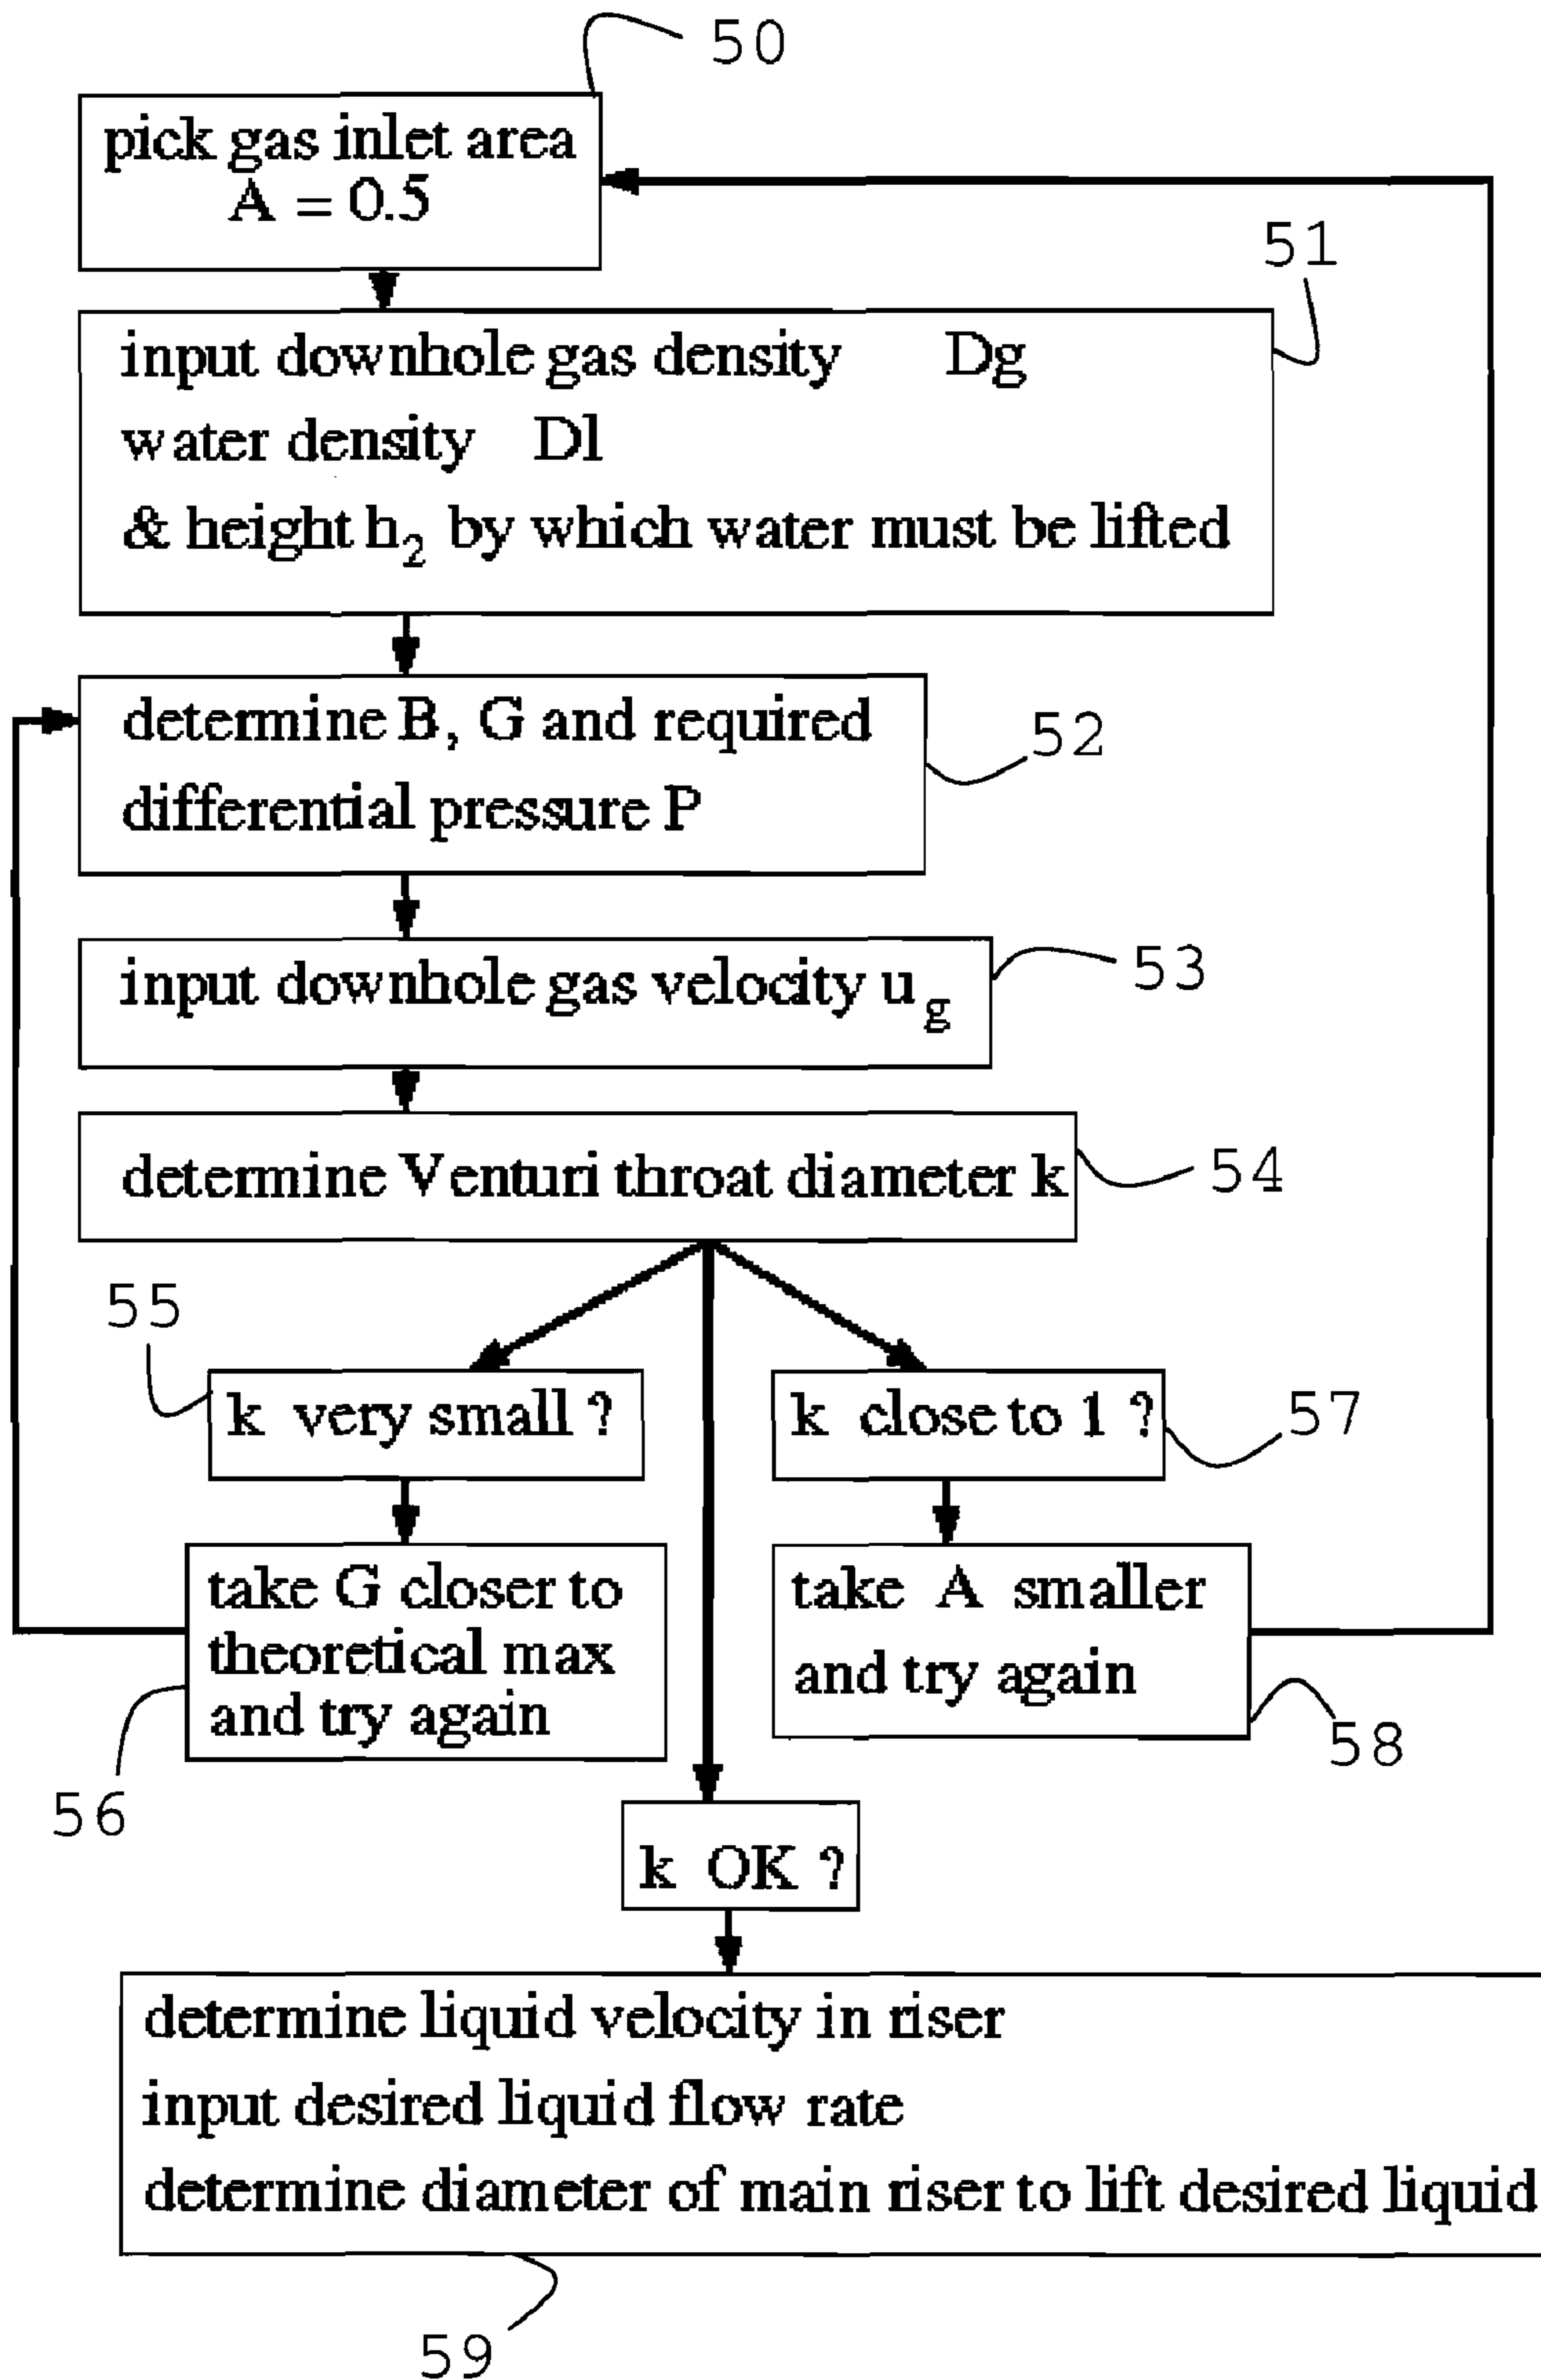 50
pick gas inlet area
A = 0.5
51
input downhole gas density Dg
water density Dl
& height h₂ by which water must be lifted
determine B, G and required
differential pressure P
52
input downhole gas velocity u g
53
determine Venturi throat diameter k
54
55
k very small ?
k close to 1 ?
57
take G closer to
theoretical max
and try again
56
take A smaller
and try again
58
k OK ?
determine liquid velocity in riser
input desired liquid flow rate
determine diameter of main riser to lift desired liquid
59